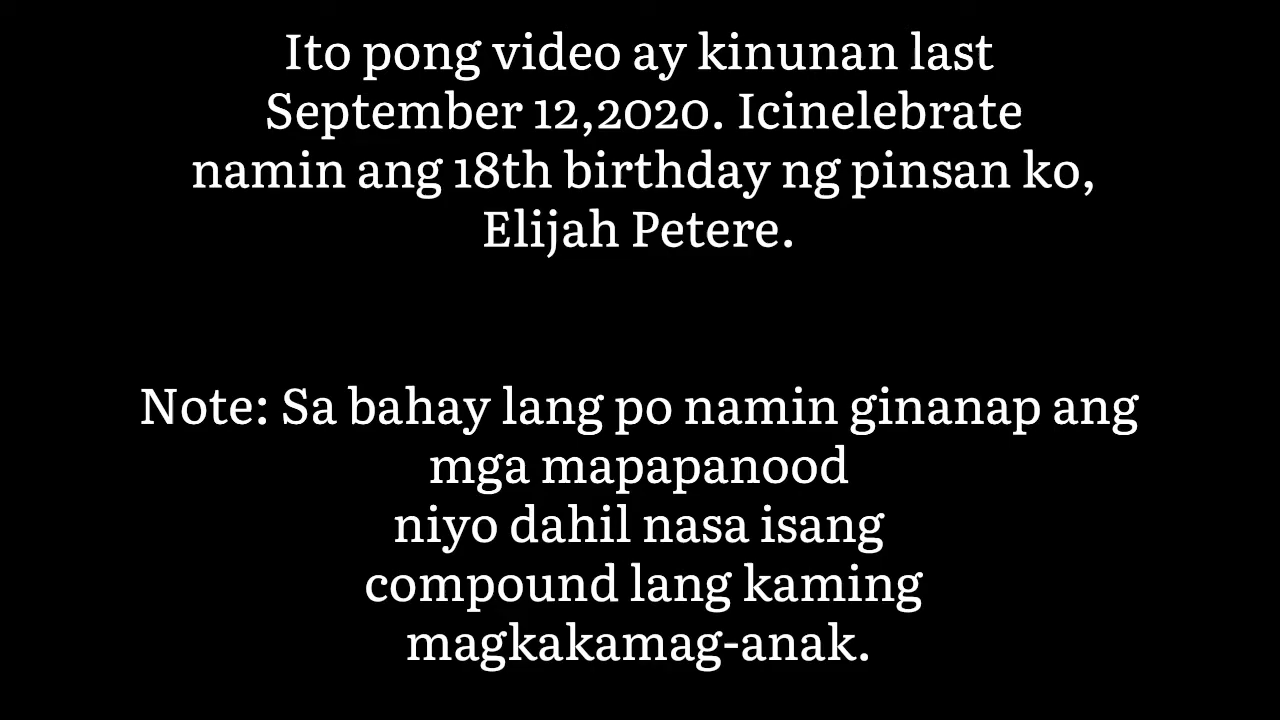 Ito pong video ay kinunan last
September 12,2020. Icinelebrate
namin ang 18th birthday ng pinsan ko,
Elijah Petere.
Note: Sa bahay lang po namin ginanap ang
mga mapapanood
niyo dahil nasa isang
compound lang kaming
magkakamag-anak.